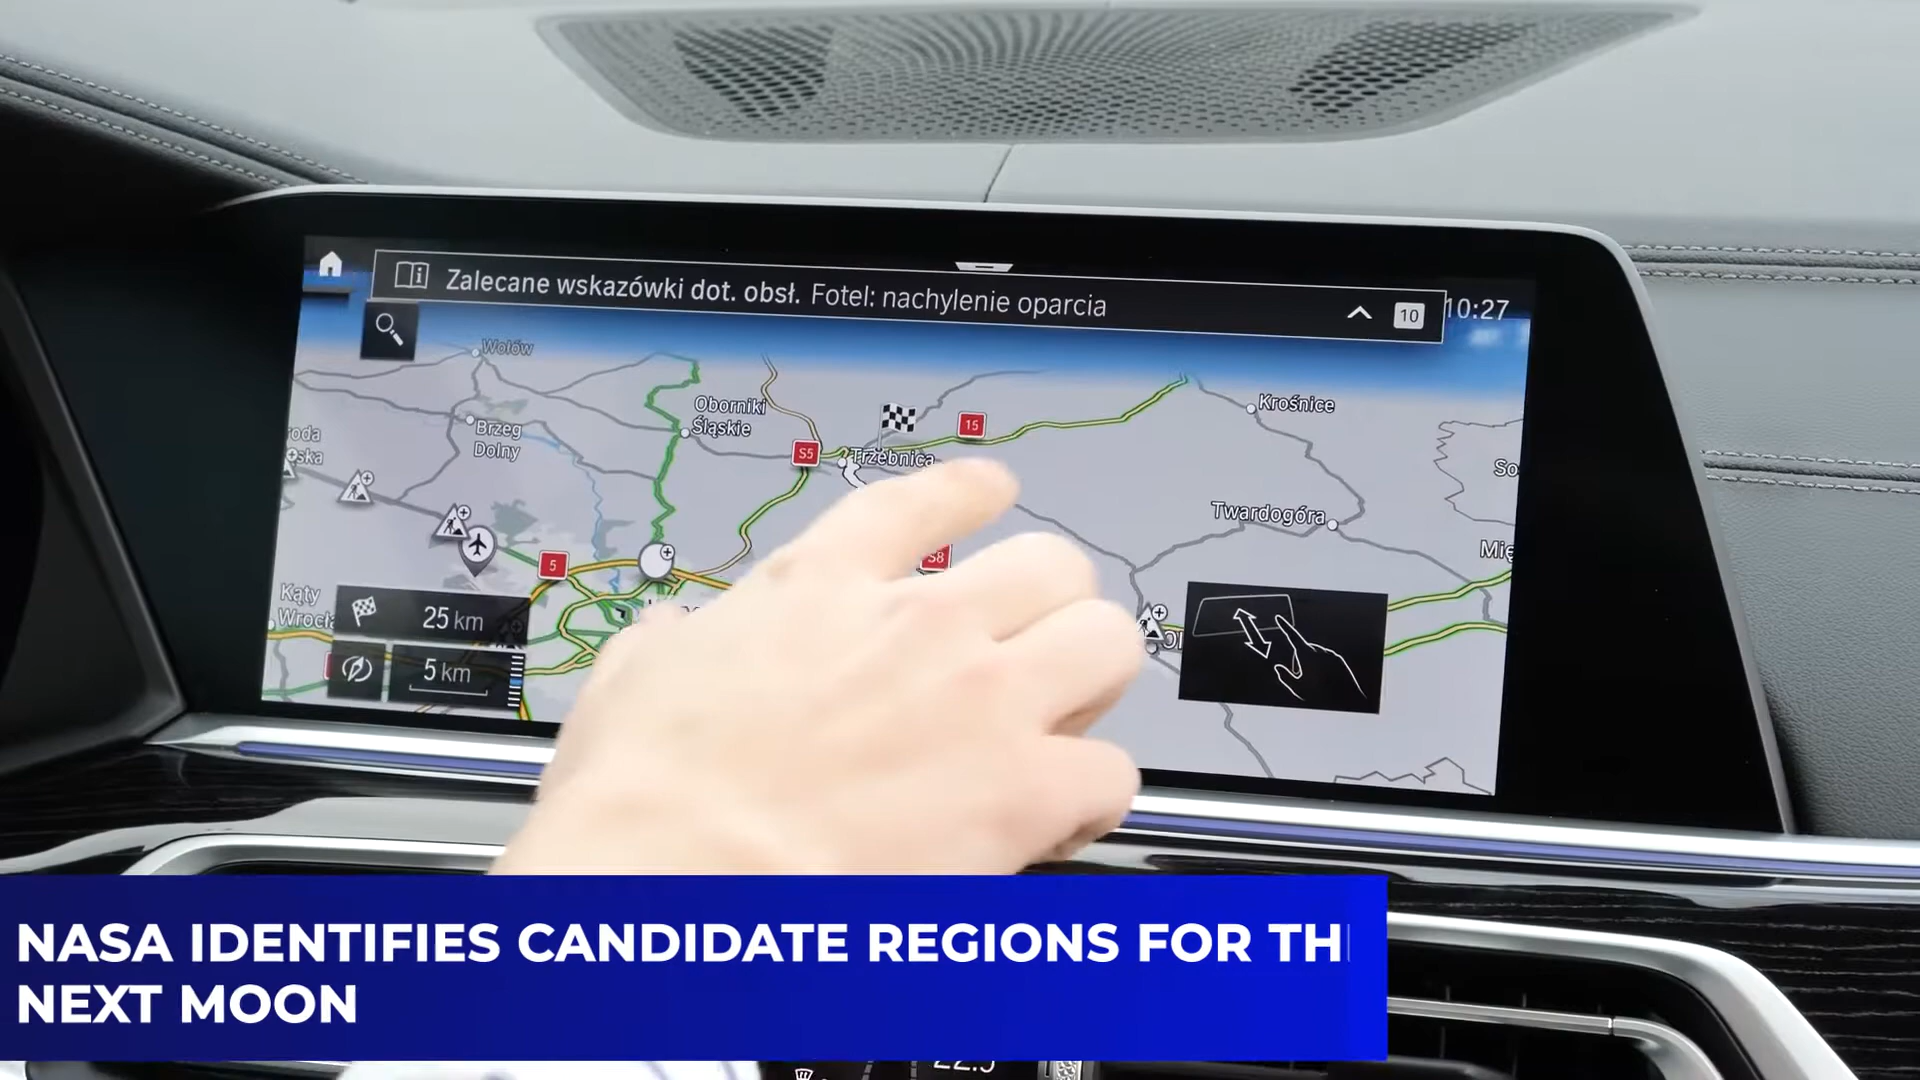 Zalecane wskazówki dot. obsł. Fotel: nachylenie oparcia
10
10:27
Wołów
Oborniki
Śląskie
Krośnice
15
Brzeg
Dolny
S5
Trzebnica
Twardogóra
S8
5
Kąty
25 km
5 km
NASA IDENTIFIES CANDIDATE REGIONS FOR TH
NEXT MOON